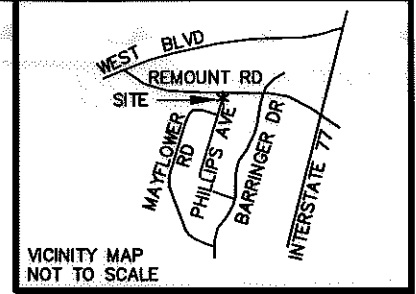 WEST BLVD
REMOUNT RD
SITE
MAYFLOWER
RD
PHILLIPS AVE
BARRINGER DR
INTERSTATE 77
VICINITY MAP
NOT TO SCALE